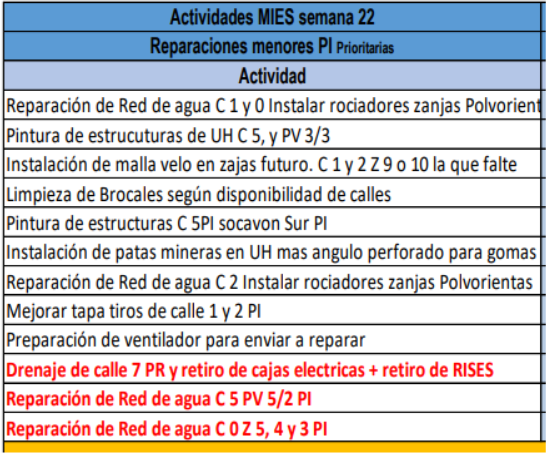 Actividades MIES semana 22
Reparaciones menores PI Prioritarias
Actividad
Reparación de Red de agua C 1 y 0 Instalar rociadores zanjas Polvorient
Pintura de estrucuturas de UH C 5, y PV 3/3
Instalación de malla velo en zajas futuro. C 1 y 2 Z 9 o 10 la que falte
Limpieza de Brocales según disponibilidad de calles
Pintura de estructuras C 5PI socavon Sur PI
Instalación de patas mineras en UH mas angulo perforado para gomas
Reparación de Red de agua C 2 Instalar rociadores zanjas Polvorientas
Mejorar tapa tiros de calle 1 y 2 PI
Preparación de ventilador para enviar a reparar
Drenaje de calle 7 PR y retiro de cajas electricas + retiro de RISES
Reparación de Red de agua C 5 PV 5/2 PI
Reparación de Red de agua C 0 Z 5, 4 y 3 PI